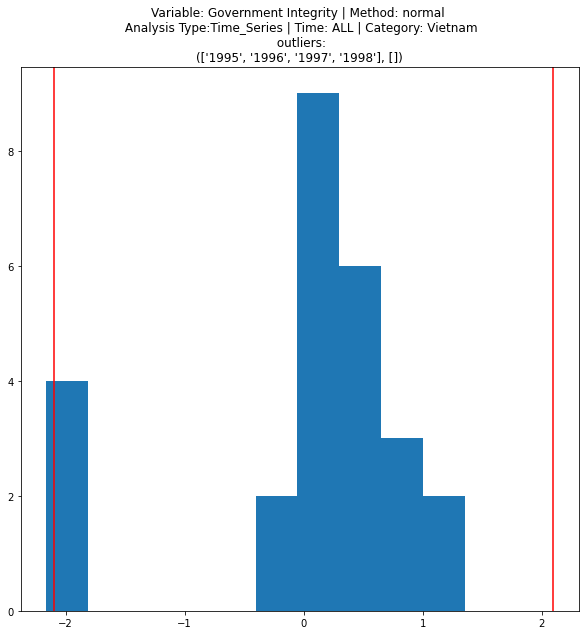 Variable: Government Integrity | Method: normal
Analysis Type:Time_Series | Time: ALL | Category: Vietnam
outliers:
(['1995', '1996', '1997', '1998'], [])
8
6
4
2
0
−2
−1
0
1
2